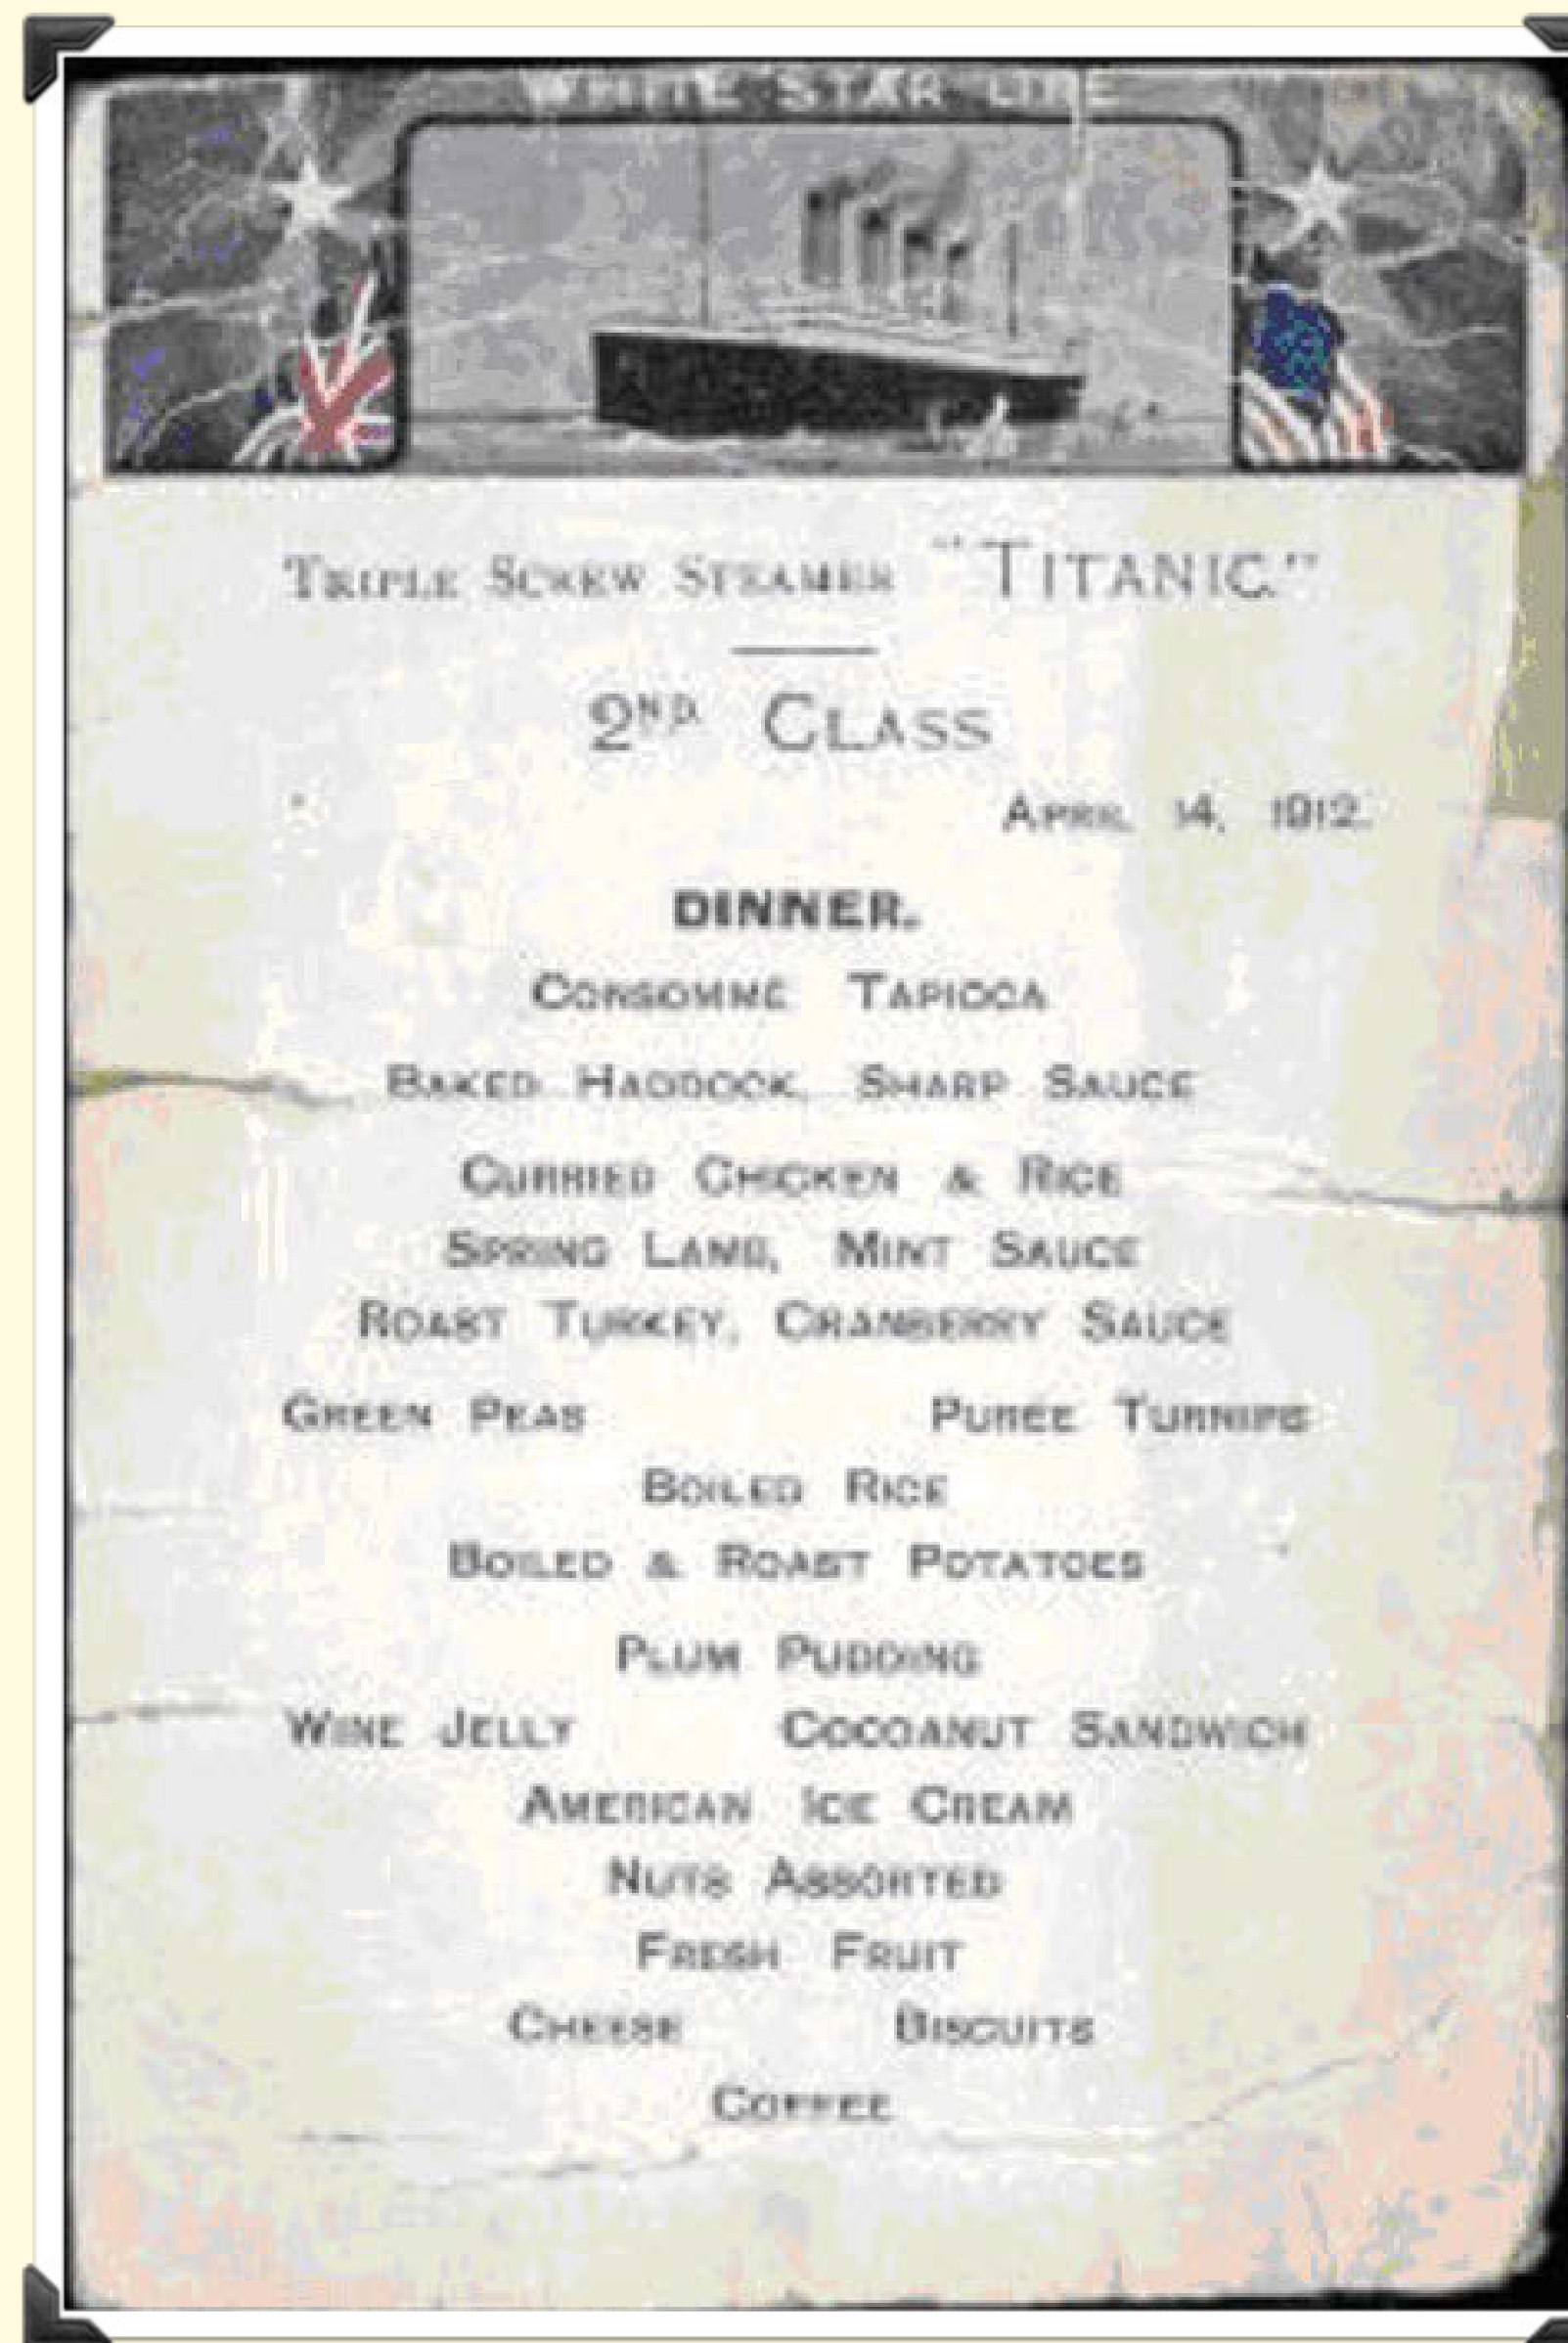 WHITE STAR LINE
TRIPLE SCREW STEAMER "TITANIC."
2ND. CLASS
APRIL 14, 1912.
DINNER.
CONSOMMÉ TAPIOCA
BAKED HADDOCK, SHARP SAUCE
CURRIED CHICKEN & RICE
SPRING LAMB, MINT SAUCE
ROAST TURKEY, CRANBERRY SAUCE
GREEN PEAS PURÉE TURNIPS
BOILED RICE
BOILED & ROAST POTATOES
PLUM PUDDING
WINE JELLY COCOANUT SANDWICH
AMERICAN ICE CREAM
NUTS ASSORTED
FRESH FRUIT
CHEESE BISCUITS
COFFEE